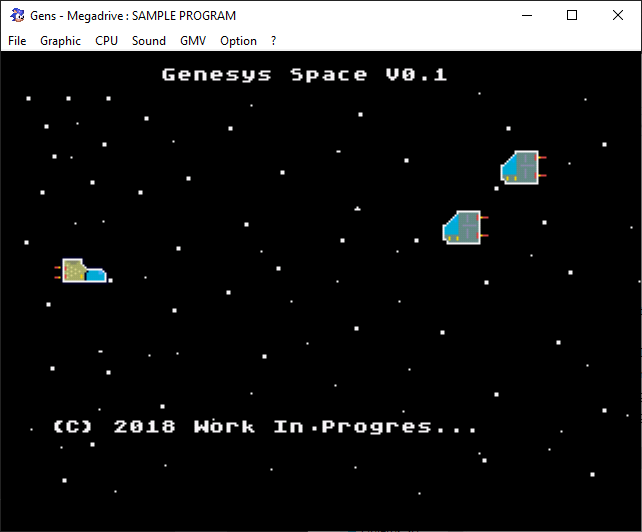 Gens - Megadrive : SAMPLE PROGRAM
File Graphic CPU Sound GMV Option ?
Genesys Space V0.1
(C) 2018 Work In Progres...